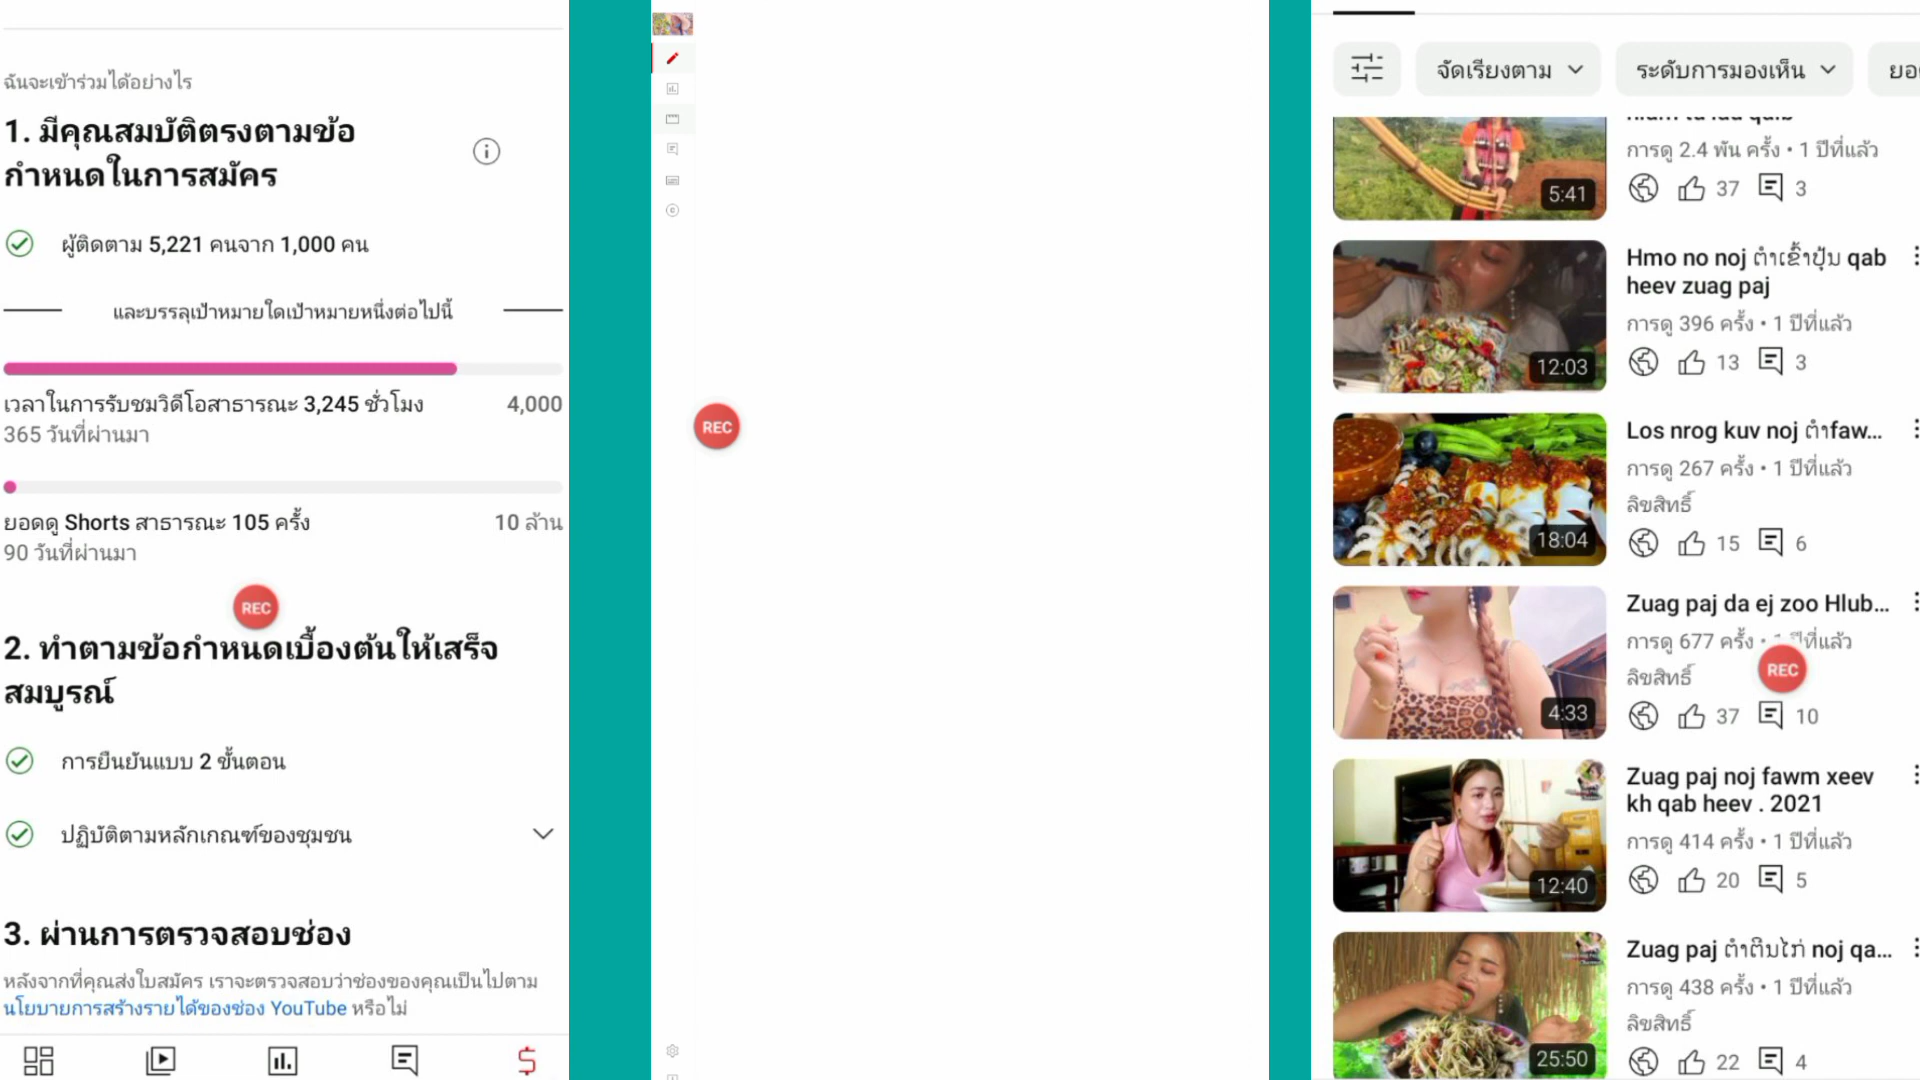 ฉันจะเข้าร่วมได้อย่างไร
1. มีคุณสมบัติตรงตามข้อ
กำหนดในการสมัคร
ผู้ติดตาม 5,221 คนจาก 1,000 คน
และบรรลุเป้าหมายใดเป้าหมายหนึ่งต่อไปนี้
เวลาในการรับชมวิดีโอสาธารณะ 3,245 ชั่วโมง 4,000
365 วันที่ผ่านมา
ยอดดู Shorts สาธารณะ 105 ครั้ง 10 ล้าน
90 วันที่ผ่านมา
REC
2. ทำตามข้อกำหนดเบื้องต้นให้เสร็จ
สมบูรณ์
การยืนยันแบบ 2 ขั้นตอน
ปฏิบัติตามหลักเกณฑ์ของชุมชน
3. ผ่านการตรวจสอบช่อง
หลังจากที่คุณส่งใบสมัคร เราจะตรวจสอบว่าช่องของคุณเป็นไปตาม
นโยบายการสร้างรายได้ของช่อง YouTube หรือไม่
REC
จัดเรียงตาม ระดับการมองเห็น
การดู 2.4 พัน ครั้ง • 1 ปีที่แล้ว
5:41
37 3
Hmo no noj ຕໍາເຂົ້າປຸ້ນ qab
heev zuag paj
การดู 396 ครั้ง • 1 ปีที่แล้ว
12:03
13 3
Los nrog kuv noj ຕໍາfaw...
การดู 267 ครั้ง • 1 ปีที่แล้ว
ลิขสิทธิ์
18:04
15 6
Zuag paj da ej zoo Hlub...
การดู 677 ครั้ง • 1 ปีที่แล้ว
ลิขสิทธิ์
REC
4:33
37 10
Zuag paj noj fawm xeev
kh qab heev . 2021
การดู 414 ครั้ง • 1 ปีที่แล้ว
12:40
20 5
Zuag paj ຕໍາຕີນໄກ່ noj qa...
การดู 438 ครั้ง • 1 ปีที่แล้ว
ลิขสิทธิ์
25:50
22 4